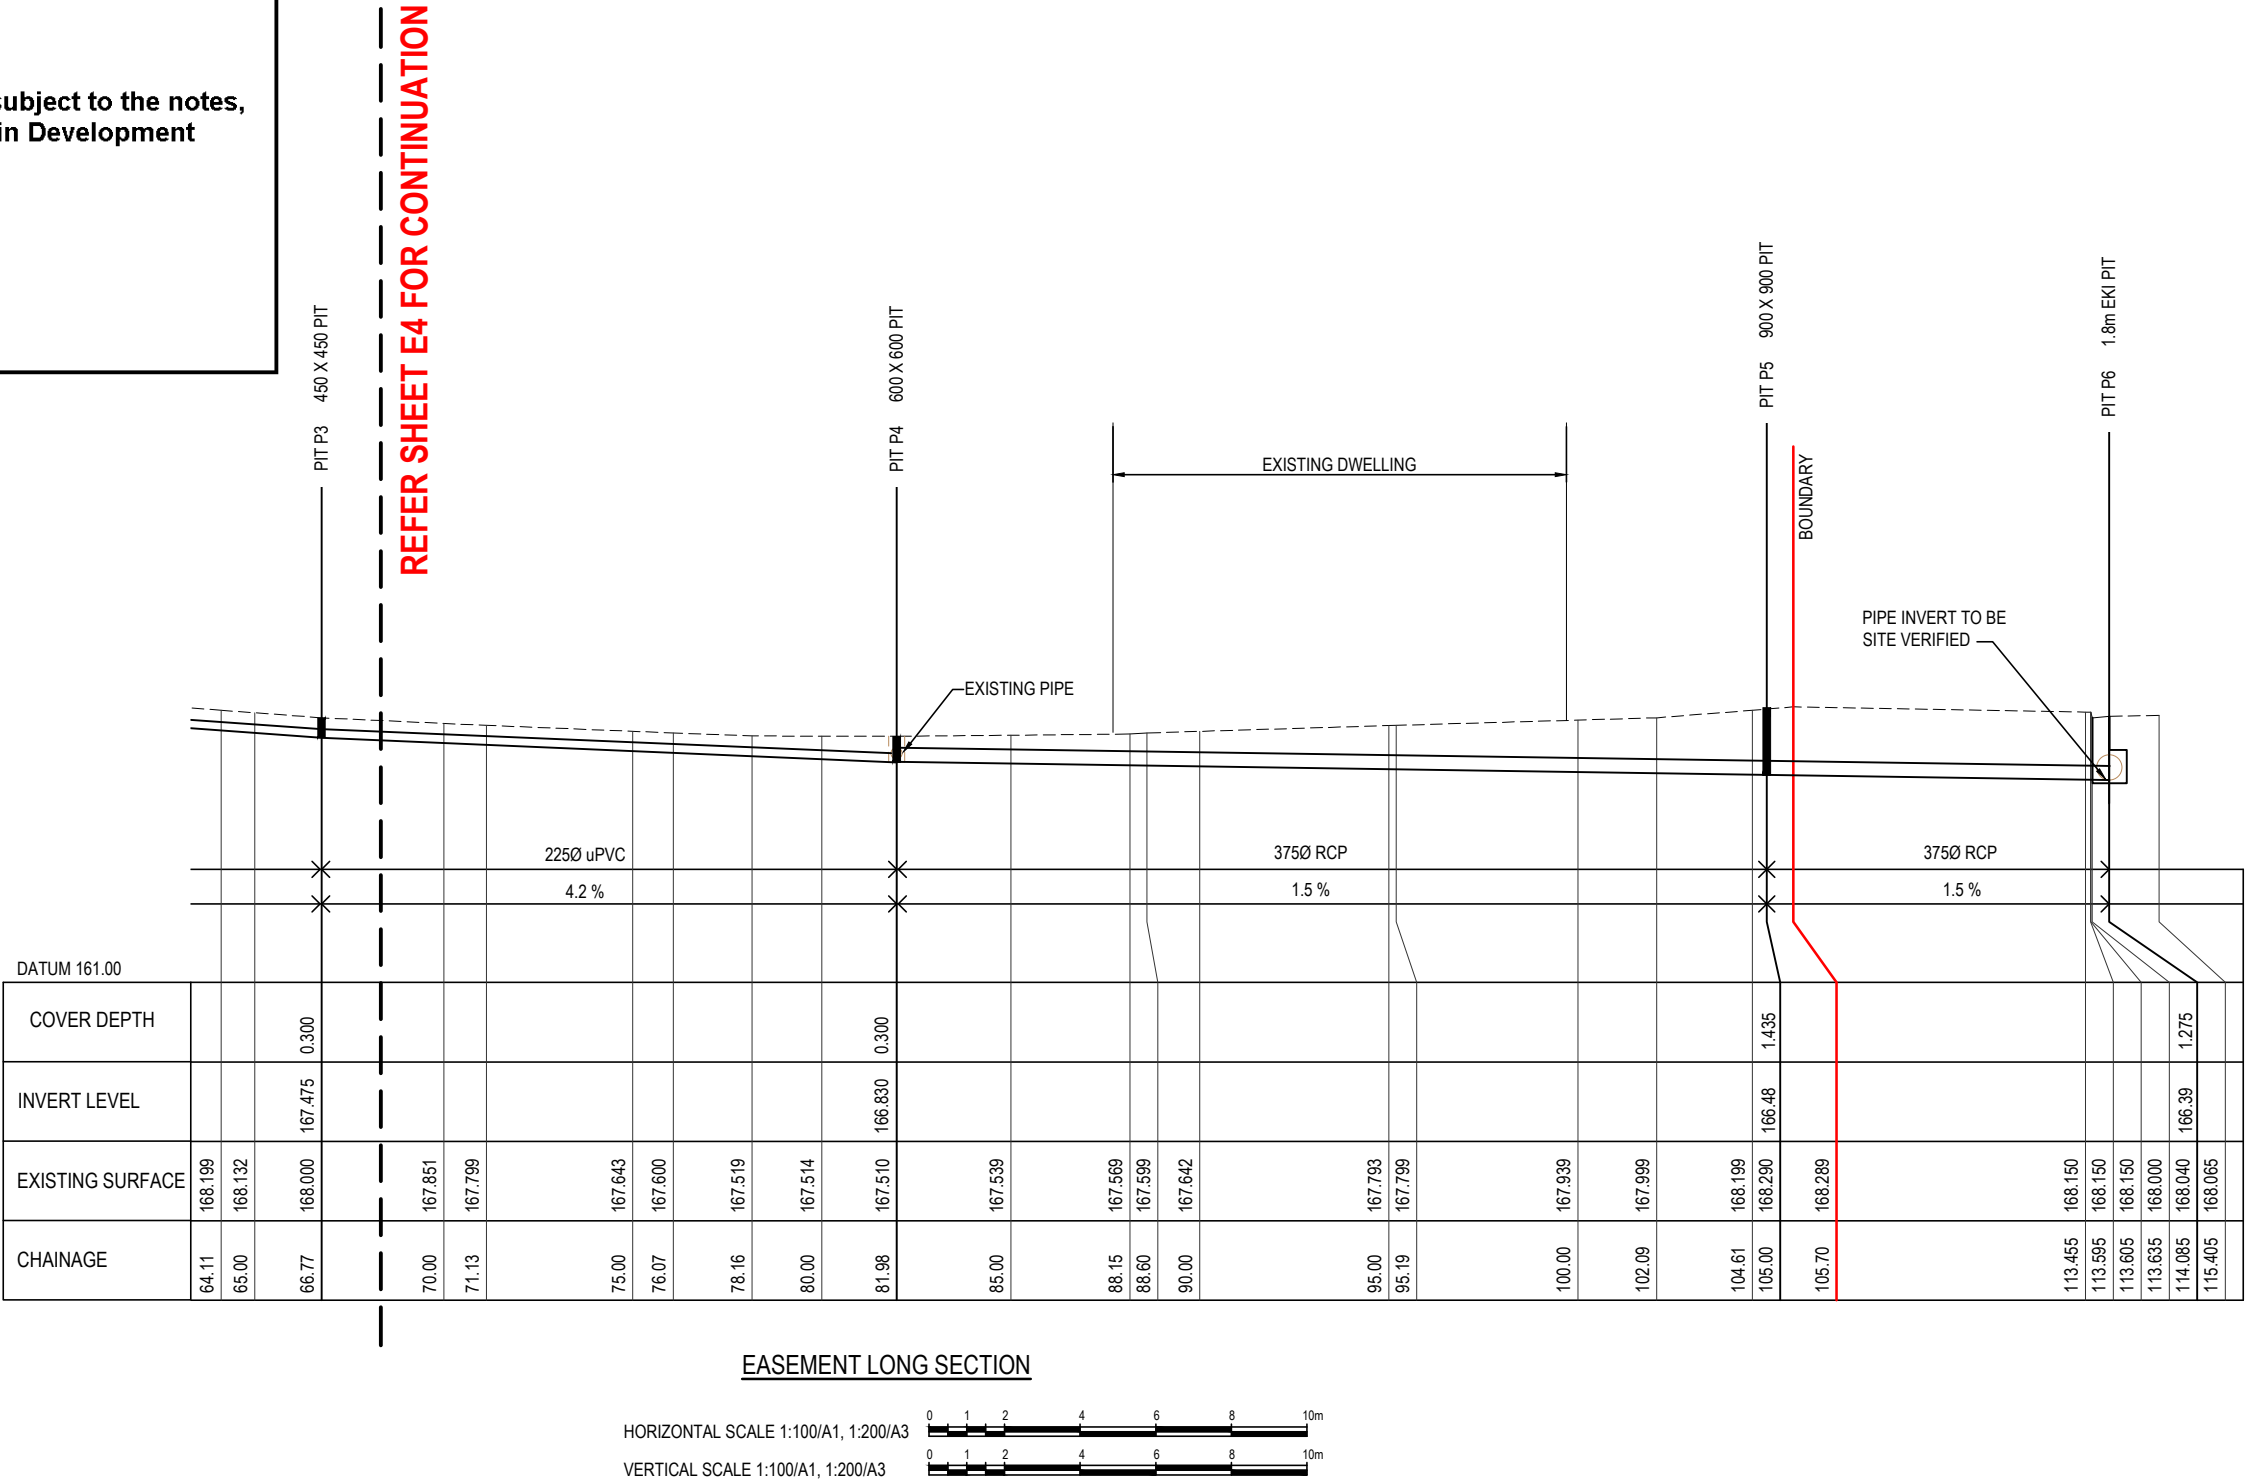 subject to the notes,
in Development
REFER SHEET E4 FOR CONTINUATION
PIT P3 450 X 450 PIT
PIT P4 600 X 600 PIT
PIT P5 900 X 900 PIT
PIT P6 1.8m EKI PIT
EXISTING DWELLING
BOUNDARY
PIPE INVERT TO BE
SITE VERIFIED
EXISTING PIPE
225Ø uPVC
375Ø RCP
375Ø RCP
4.2 %
1.5 %
1.5 %
DATUM 161.00
COVER DEPTH 0.300 0.300 1.435 1.275
INVERT LEVEL 167.475 166.830 166.48 166.39
EXISTING SURFACE 168.199 168.132 168.000 167.851 167.799 167.643 167.600 167.519 167.514 167.510 167.539 167.569 167.599 167.642 167.793 167.799 167.939 167.999 168.199 168.290 168.289 168.150 168.150 168.150 168.000 168.040 168.065
CHAINAGE 64.11 65.00 66.77 70.00 71.13 75.00 76.07 78.16 80.00 81.98 85.00 88.15 88.60 90.00 95.00 95.19 100.00 102.09 104.61 105.00 105.70 113.455 113.595 113.605 113.635 114.085 115.405
EASEMENT LONG SECTION
HORIZONTAL SCALE 1:100/A1, 1:200/A3 0 1 2 4 6 8 10m
VERTICAL SCALE 1:100/A1, 1:200/A3 0 1 2 4 6 8 10m